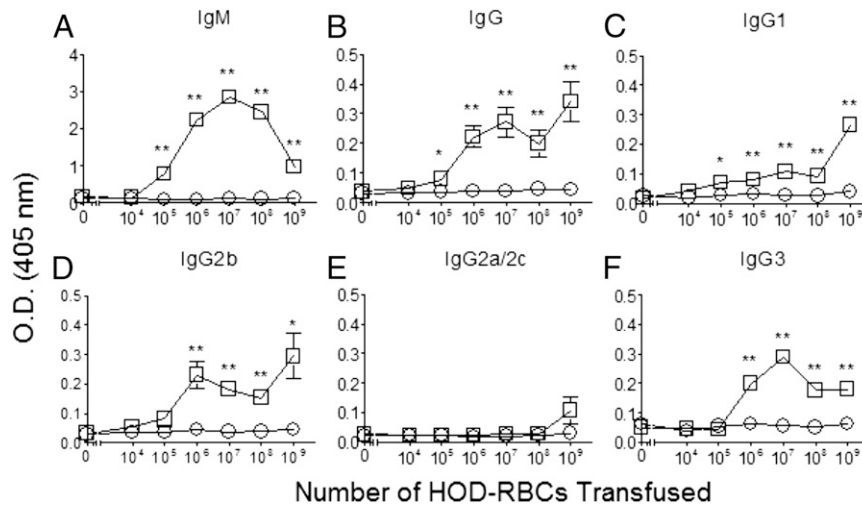 A IgM
B IgG
C IgG1
4
3
2
1
0
** ** ** ** **
0 10⁴ 10⁵ 10⁶ 10⁷ 10⁸ 10⁹
0.5
0.4
0.3
0.2
0.1
0.0
* ** ** ** **
0 10⁴ 10⁵ 10⁶ 10⁷ 10⁸ 10⁹
0.5
0.4
0.3
0.2
0.1
0.0
* ** ** ** **
0 10⁴ 10⁵ 10⁶ 10⁷ 10⁸ 10⁹
O.D. (405 nm)
D IgG2b
E IgG2a/2c
F IgG3
0.5
0.4
0.3
0.2
0.1
0.0
** ** ** *
0 10⁴ 10⁵ 10⁶ 10⁷ 10⁸ 10⁹
0.5
0.4
0.3
0.2
0.1
0.0
0 10⁴ 10⁵ 10⁶ 10⁷ 10⁸ 10⁹
0.5
0.4
0.3
0.2
0.1
0.0
** ** ** **
0 10⁴ 10⁵ 10⁶ 10⁷ 10⁸ 10⁹
Number of HOD-RBCs Transfused